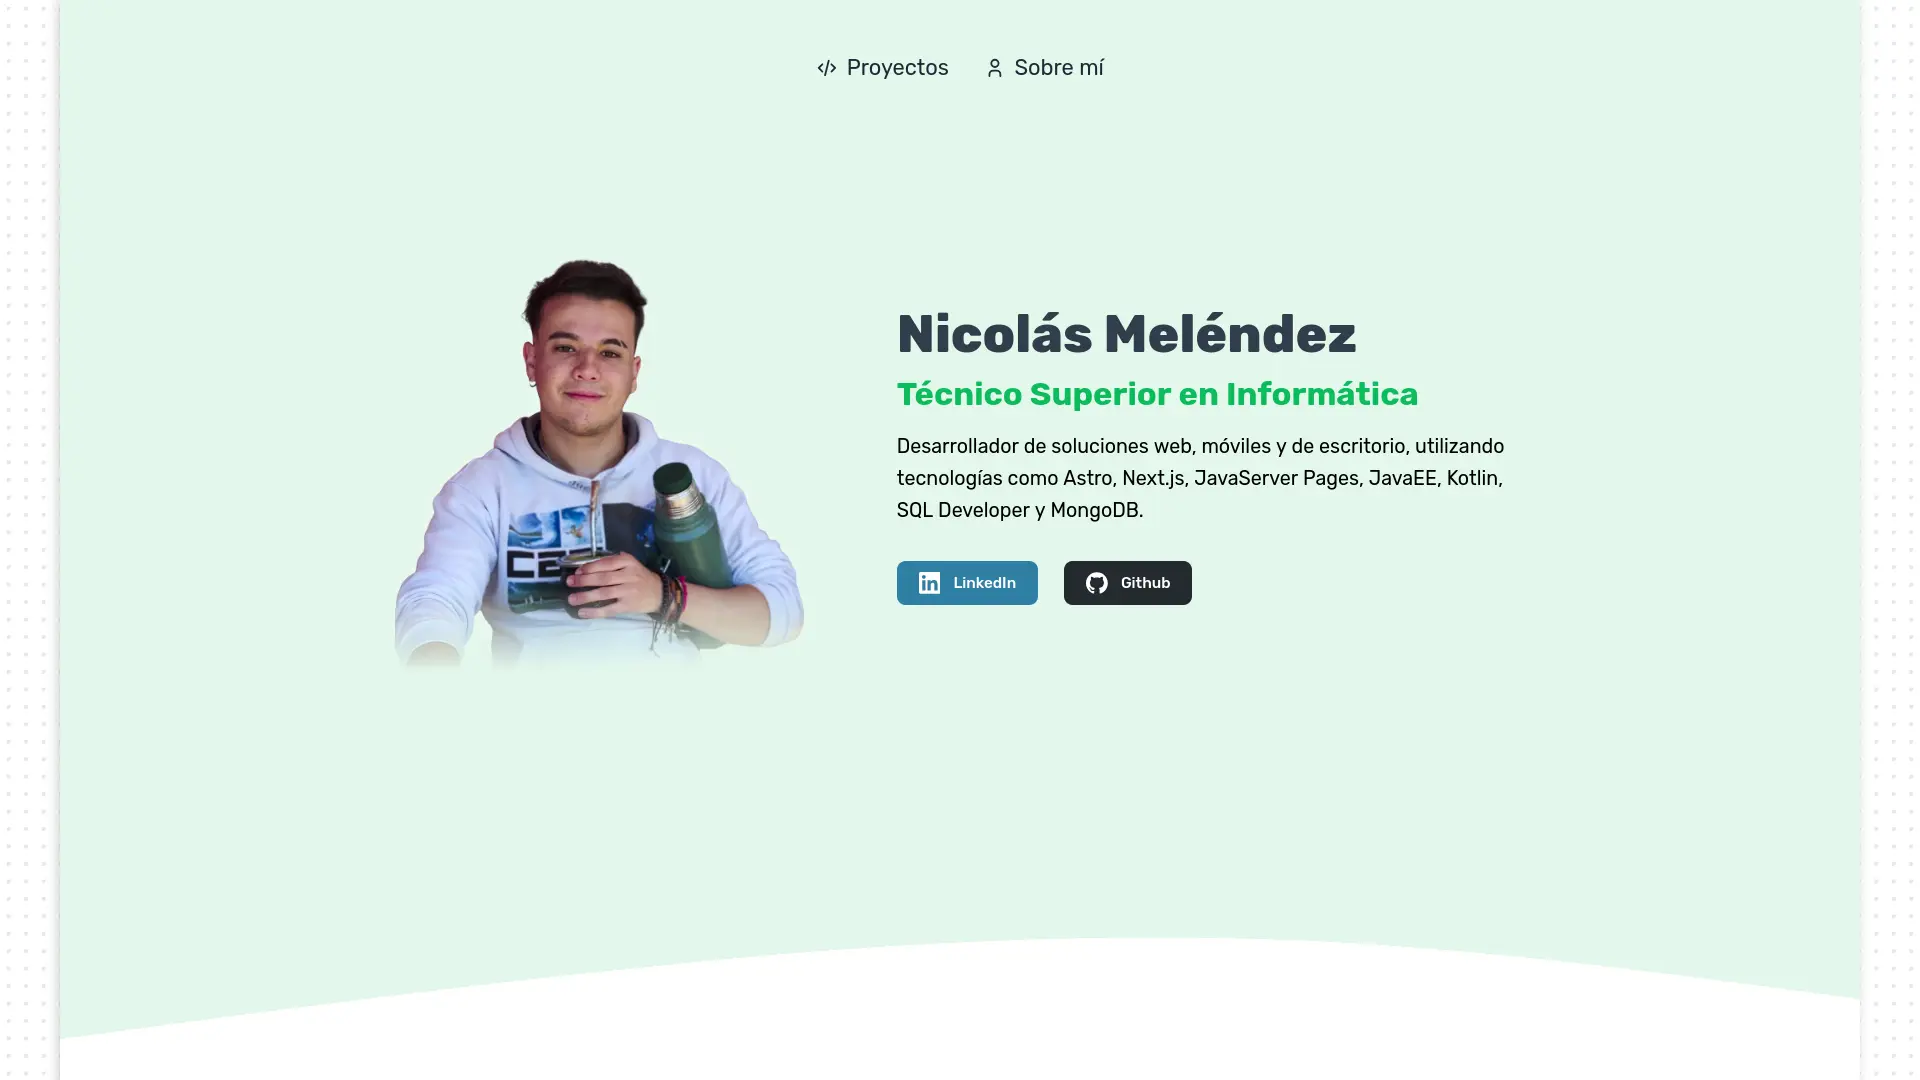 Proyectos
Sobre mí
Nicolás Meléndez
Técnico Superior en Informática
Desarrollador de soluciones web, móviles y de escritorio, utilizando
tecnologías como Astro, Next.js, JavaServer Pages, JavaEE, Kotlin,
SQL Developer y MongoDB.
LinkedIn
Github